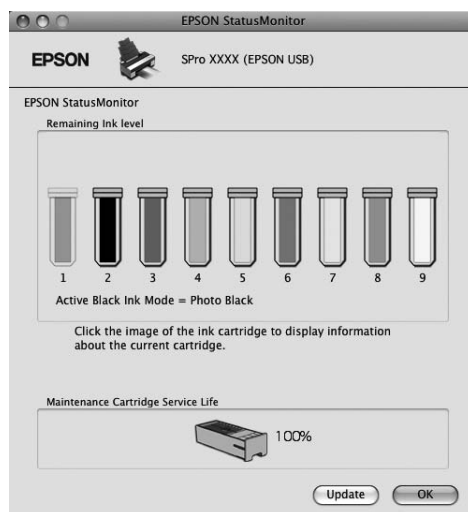 EPSON StatusMonitor
EPSON
SPro XXXX (EPSON USB)
EPSON StatusMonitor
Remaining Ink level
1 2 3 4 5 6 7 8 9
Active Black Ink Mode = Photo Black
Click the image of the ink cartridge to display information
about the current cartridge.
Maintenance Cartridge Service Life
100%
Update OK